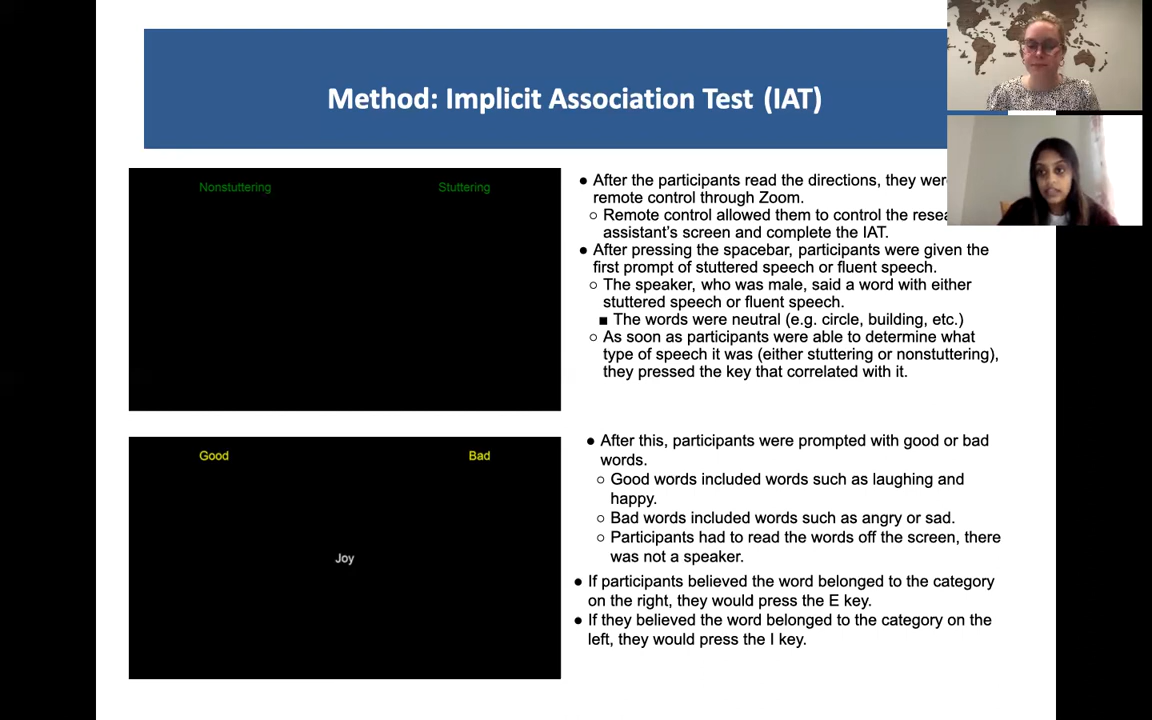 Method: Implicit Association Test (IAT)
Nonstuttering
Stuttering
● After the participants read the directions, they were
remote control through Zoom.
○ Remote control allowed them to control the
assistant's screen and complete the IAT.
● After pressing the spacebar, participants were given the
first prompt of stuttered speech or fluent speech.
○ The speaker, who was male, said a word with either
stuttered speech or fluent speech.
■ The words were neutral (e.g. circle, building, etc.)
○ As soon as participants were able to determine what
type of speech it was (either stuttering or nonstuttering),
they pressed the key that correlated with it.
Good
Bad
Joy
● After this, participants were prompted with good or bad
words.
○ Good words included words such as laughing and
happy.
○ Bad words included words such as angry or sad.
○ Participants had to read the words off the screen, there
was not a speaker.
● If participants believed the word belonged to the category
on the right, they would press the E key.
● If they believed the word belonged to the category on the
left, they would press the I key.